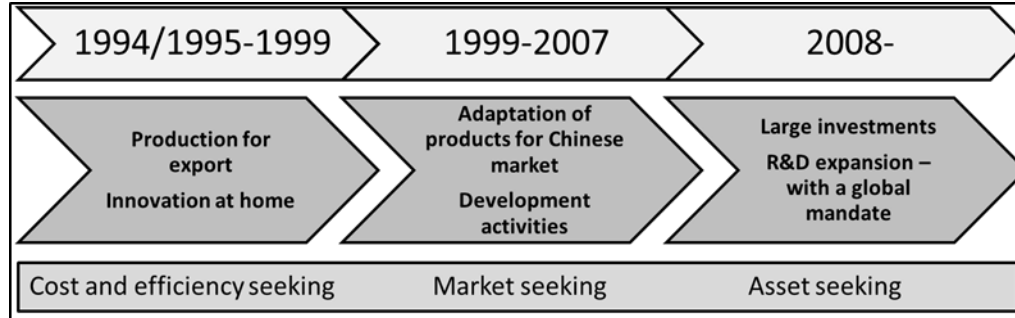 1994/1995-1999
1999-2007
2008-
Production for
export
Innovation at home
Adaptation of
products for Chinese
market
Development
activities
Large investments
R&D expansion –
with a global
mandate
Cost and efficiency seeking
Market seeking
Asset seeking